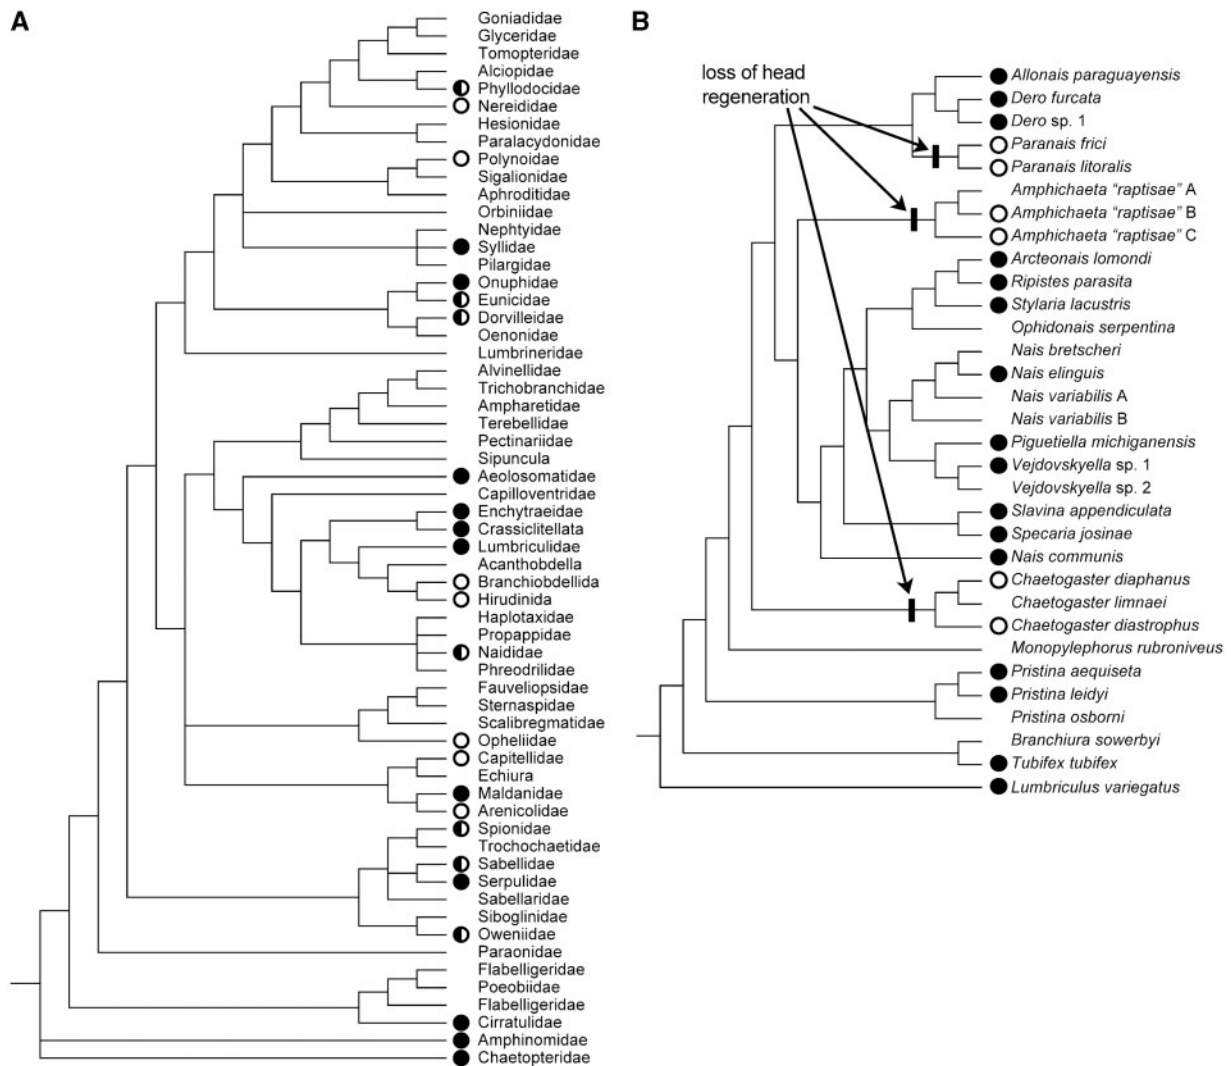 A
Goniadidae
Glyceridae
Tomopteridae
Alciopidae
Phyllodocidae
Nereididae
Hesionidae
Paralacydonidae
Polynoidae
Sigalionidae
Aphroditidae
Orbiniidae
Nephtyidae
Syllidae
Pilargidae
Onuphidae
Eunicidae
Dorvilleidae
Oenonidae
Lumbrineridae
Alvinellidae
Trichobranchidae
Ampharetidae
Terebellidae
Pectinariidae
Sipuncula
Aeolosomatidae
Capilloventridae
Enchytraeidae
Crassiclitellata
Lumbriculidae
Acanthobdella
Branchiobdellida
Hirudinida
Haplotaxidae
Propappidae
Naididae
Phreodrilidae
Fauveliopsidae
Sternaspidae
Scalibregmatidae
Opheliidae
Capitellidae
Echiura
Maldanidae
Arenicolidae
Spionidae
Trochochaetidae
Sabellidae
Serpulidae
Sabellaridae
Siboglinidae
Oweniidae
Paraonidae
Flabelligeridae
Poeobiidae
Flabelligeridae
Cirratulidae
Amphinomidae
Chaetopteridae
B
loss of head
regeneration
Allonais paraguayensis
Dero furcata
Dero sp. 1
Paranais frici
Paranais litoralis
Amphichaeta "raptisae" A
Amphichaeta "raptisae" B
Amphichaeta "raptisae" C
Arcteonais lomondi
Ripistes parasita
Stylaria lacustris
Ophidonais serpentina
Nais bretscheri
Nais elinguis
Nais variabilis A
Nais variabilis B
Piguetiella michiganensis
Vejdovskyella sp. 1
Vejdovskyella sp. 2
Slavina appendiculata
Specaria josinae
Nais communis
Chaetogaster diaphanus
Chaetogaster limnaei
Chaetogaster diastrophus
Monopylephorus rubroniveus
Pristina aequiseta
Pristina leidyi
Pristina osborni
Branchiura sowerbyi
Tubifex tubifex
Lumbriculus variegatus